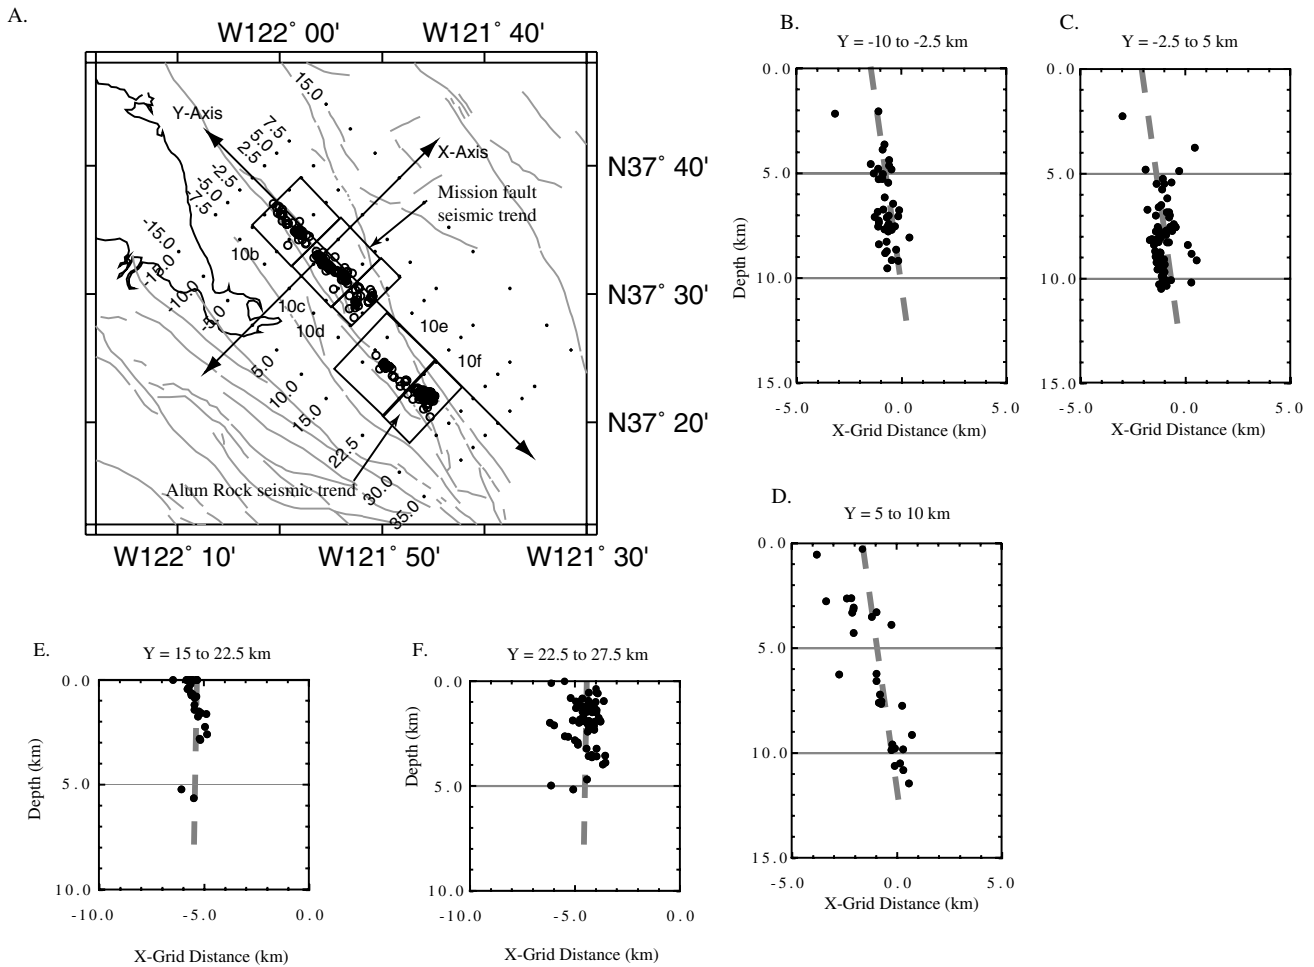 A.
W122° 00'
W121° 40'
15.0
Y-Axis
7.5
5.0
2.5
X-Axis
N37° 40'
-2.5
-5.0
-7.5
Mission fault
seismic trend
-15.0
10b
-15.0
-10.0
-5.0
N37° 30'
10c
10d
10e
10f
5.0
10.0
15.0
N37° 20'
22.5
Alum Rock seismic trend
30.0
35.0
W122° 10'
W121° 50'
W121° 30'
B.
Y = -10 to -2.5 km
0.0
5.0
Depth (km)
10.0
15.0
-5.0
0.0
5.0
X-Grid Distance (km)
C.
Y = -2.5 to 5 km
0.0
5.0
10.0
15.0
-5.0
0.0
5.0
X-Grid Distance (km)
D.
Y = 5 to 10 km
0.0
5.0
10.0
15.0
-5.0
0.0
5.0
X-Grid Distance (km)
E.
Y = 15 to 22.5 km
0.0
Depth (km)
5.0
10.0
-10.0
-5.0
0.0
X-Grid Distance (km)
F.
Y = 22.5 to 27.5 km
0.0
Depth (km)
5.0
10.0
-10.0
-5.0
0.0
X-Grid Distance (km)